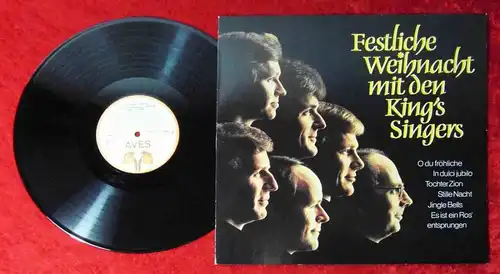 Festliche
Weihnacht
mit den
King's
Singers
O du fröhliche
In dulci jubilo
Tochter Zion
Stille Nacht
Jingle Bells
Es ist ein Ros'
entsprungen
AVES